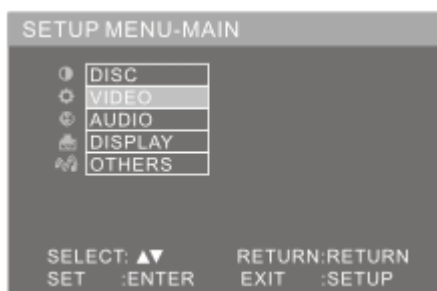 SETUP MENU-MAIN
DISC
VIDEO
AUDIO
DISPLAY
OTHERS
SELECT: ▲▼ RETURN:RETURN
SET :ENTER EXIT :SETUP